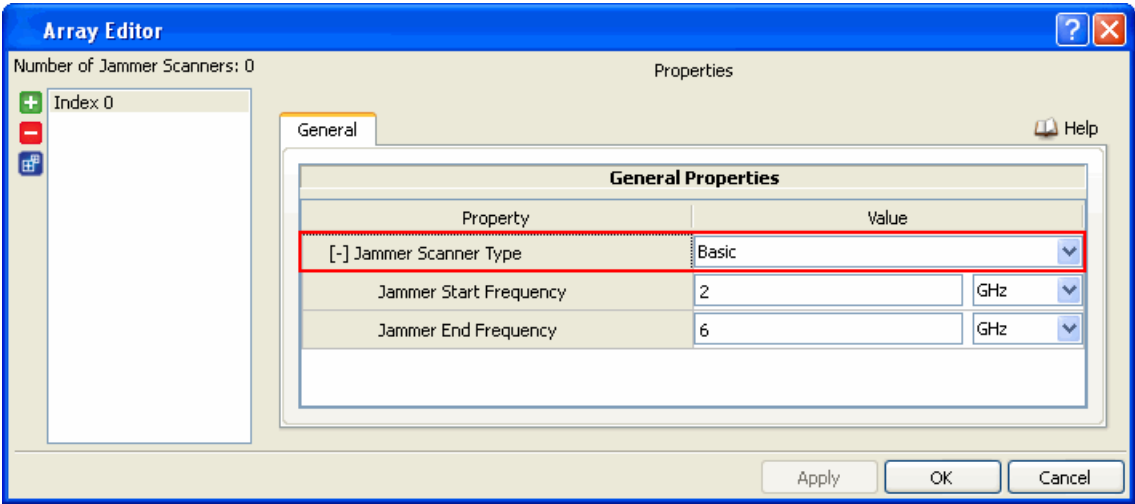 Array Editor
Number of Jammer Scanners: 0
Properties
Index 0
General
Help
General Properties
Property Value
[-] Jammer Scanner Type Basic
Jammer Start Frequency 2 GHz
Jammer End Frequency 6 GHz
Apply OK Cancel